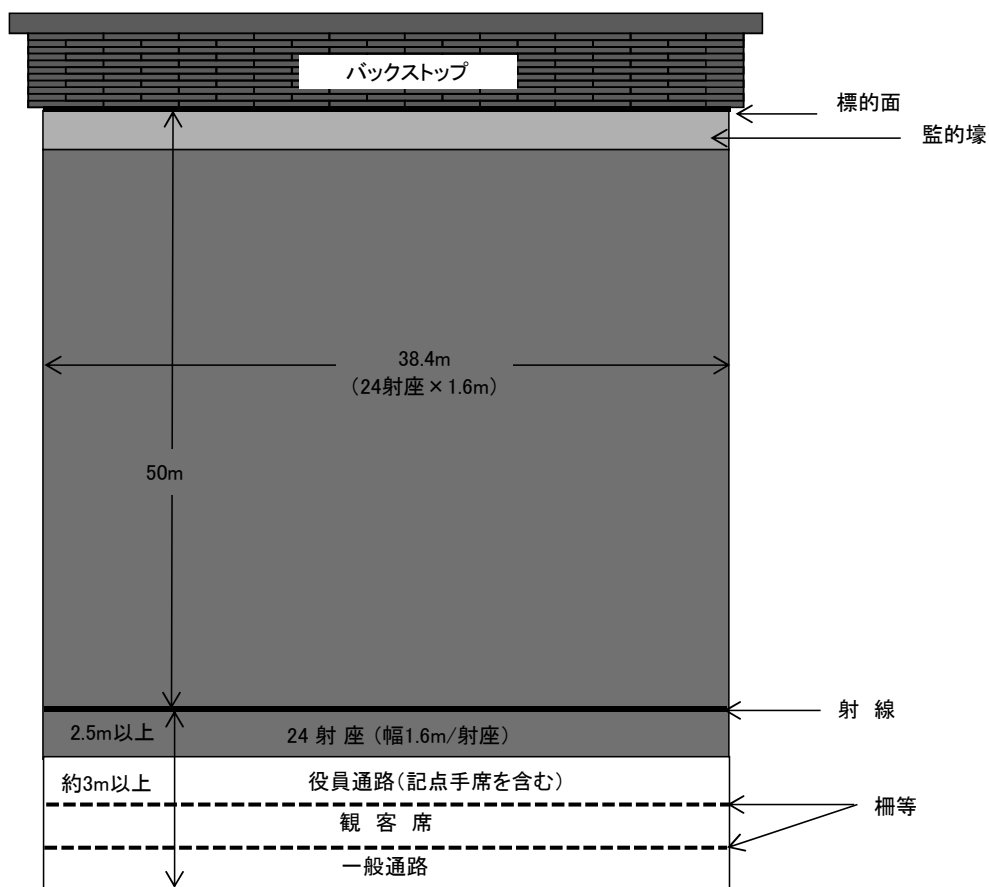 バックストップ
標的面
監的壕
38.4m
（24射座×1.6m）
50m
射 線
2.5m以上
24 射 座 （幅1.6m/射座）
約3m以上
役員通路（記点手席を含む）
柵等
観 客 席
一般通路